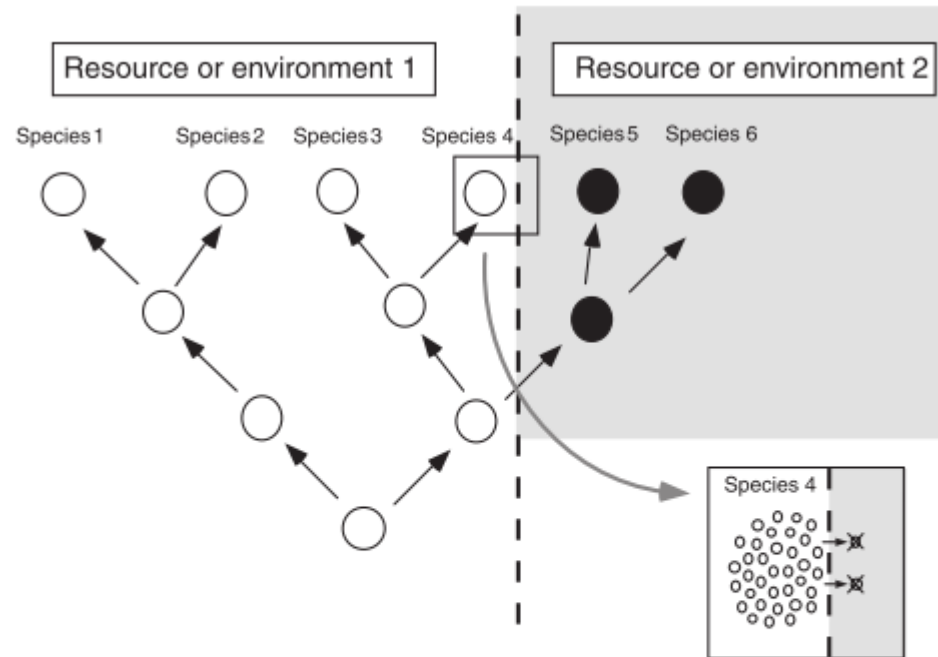 Resource or environment 1
Resource or environment 2
Species 1
Species 2
Species 3
Species 4
Species 5
Species 6
Species 4